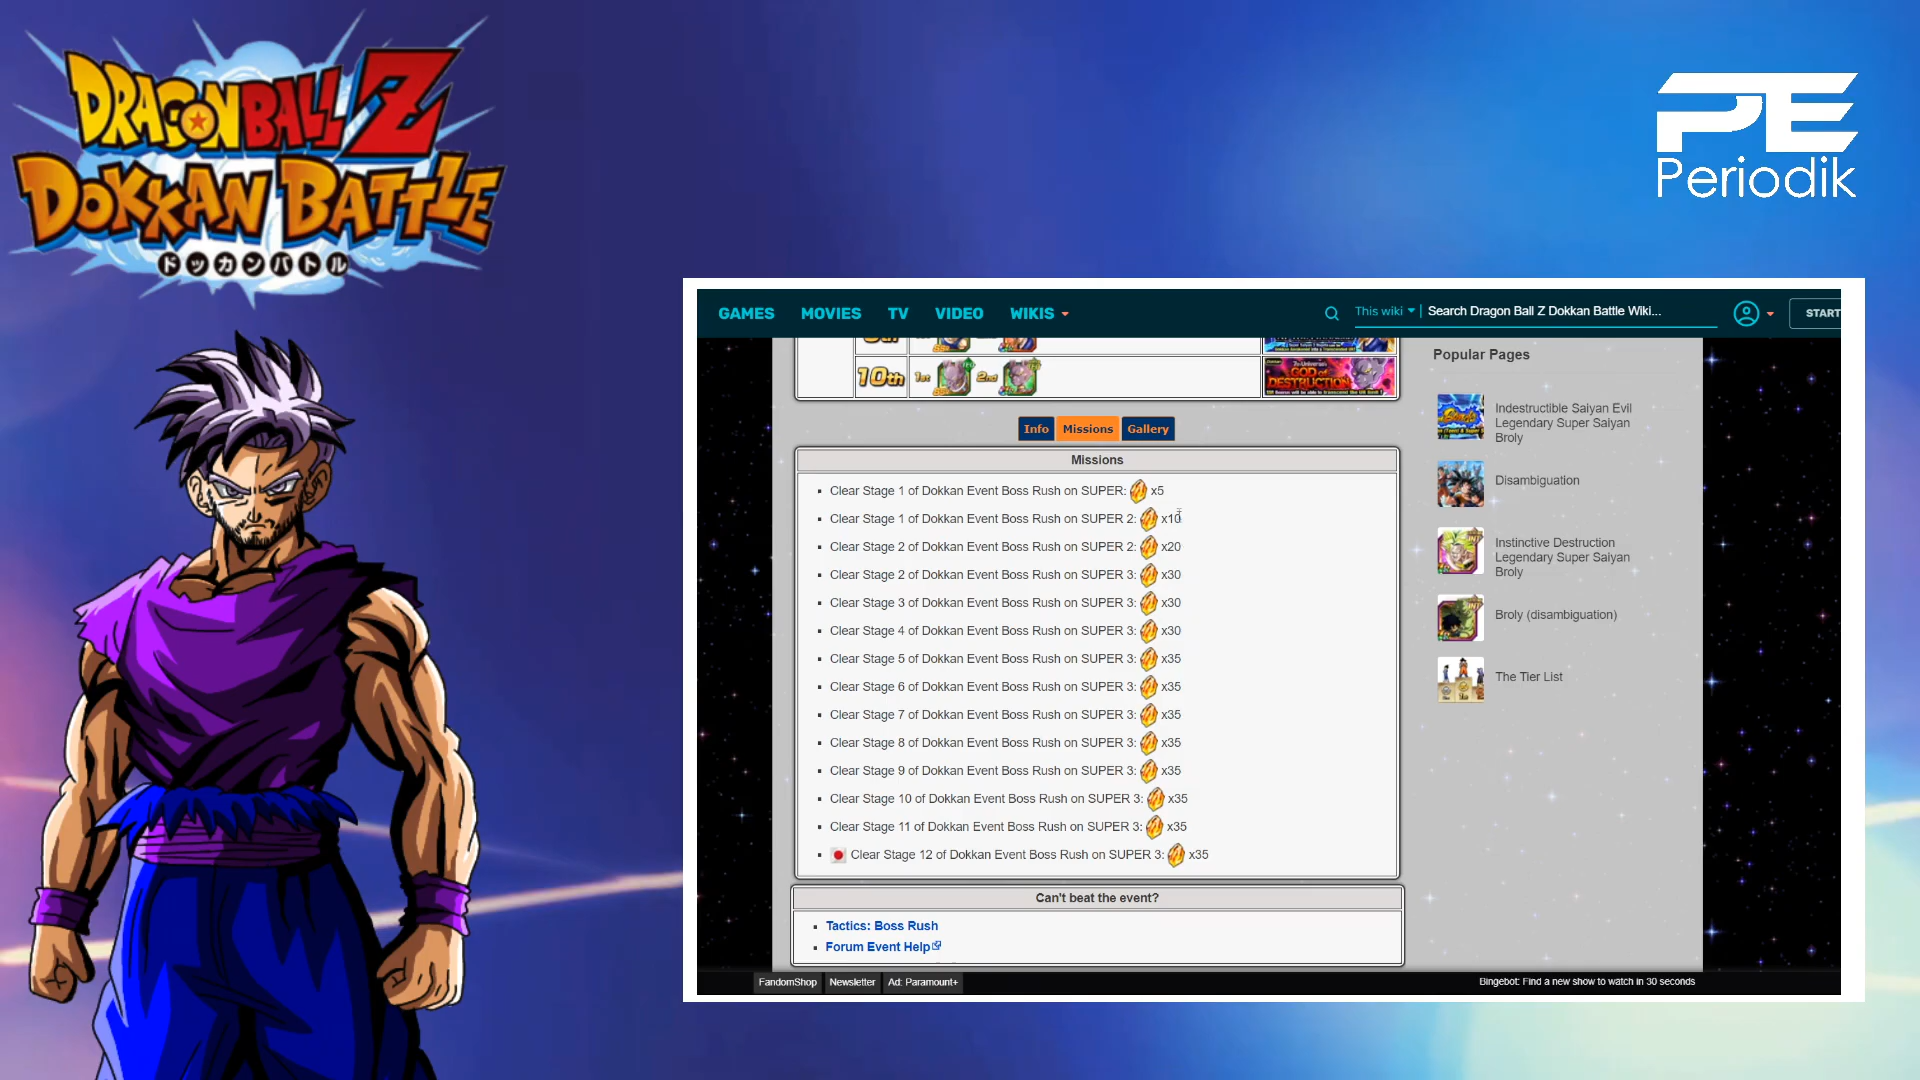 DRAGON BALL Z
DOKKAN BATTLE
ドッカンバトル
PE
Periodik
GAMES MOVIES TV VIDEO WIKIS
This wiki Search Dragon Ball Z Dokkan Battle Wiki... START
10th 1st 2nd GOD OF DESTRUCTION
Info Missions Gallery
Missions
Clear Stage 1 of Dokkan Event Boss Rush on SUPER: x5
Clear Stage 1 of Dokkan Event Boss Rush on SUPER 2: x10
Clear Stage 2 of Dokkan Event Boss Rush on SUPER 2: x20
Clear Stage 2 of Dokkan Event Boss Rush on SUPER 3: x30
Clear Stage 3 of Dokkan Event Boss Rush on SUPER 3: x30
Clear Stage 4 of Dokkan Event Boss Rush on SUPER 3: x30
Clear Stage 5 of Dokkan Event Boss Rush on SUPER 3: x35
Clear Stage 6 of Dokkan Event Boss Rush on SUPER 3: x35
Clear Stage 7 of Dokkan Event Boss Rush on SUPER 3: x35
Clear Stage 8 of Dokkan Event Boss Rush on SUPER 3: x35
Clear Stage 9 of Dokkan Event Boss Rush on SUPER 3: x35
Clear Stage 10 of Dokkan Event Boss Rush on SUPER 3: x35
Clear Stage 11 of Dokkan Event Boss Rush on SUPER 3: x35
Clear Stage 12 of Dokkan Event Boss Rush on SUPER 3: x35
Can't beat the event?
Tactics: Boss Rush
Forum Event Help
Popular Pages
Indestructible Saiyan Evil
Legendary Super Saiyan
Broly
Disambiguation
Instinctive Destruction
Legendary Super Saiyan
Broly
Broly (disambiguation)
The Tier List
FandomShop Newsletter Ad: Paramount+
Bingebot: Find a new show to watch in 30 seconds